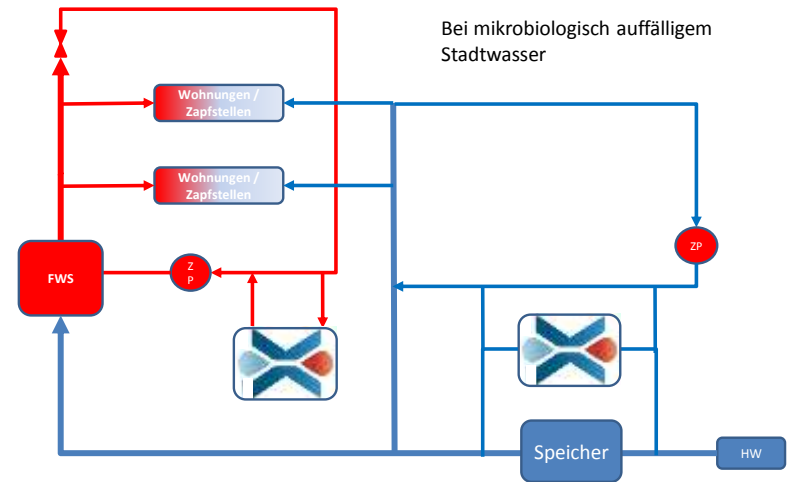 Bei mikrobiologisch auffälligem
Stadtwasser
Wohnungen /
Zapfstellen
Wohnungen /
Zapfstellen
ZP
FWS
Z
P
Speicher
HW